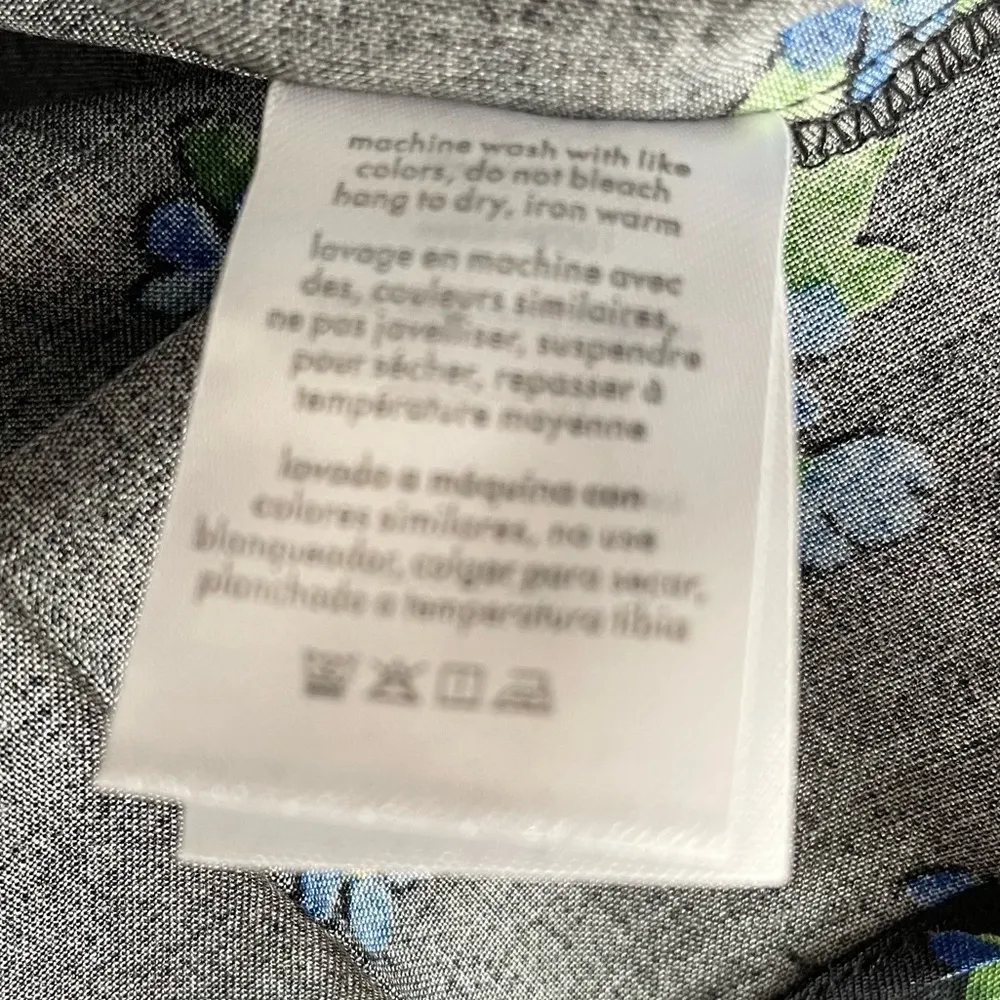 machine wash with like
colors, do not bleach
hang to dry, iron warm
lavage en machine avec
des, couleurs similaires,
ne pas javelliser, suspendre
pour sécher, repasser à
température moyenne
lavado a máquina con
colores similares, no use
blanqueador, colgar para secar,
planchado a temperatura tibia